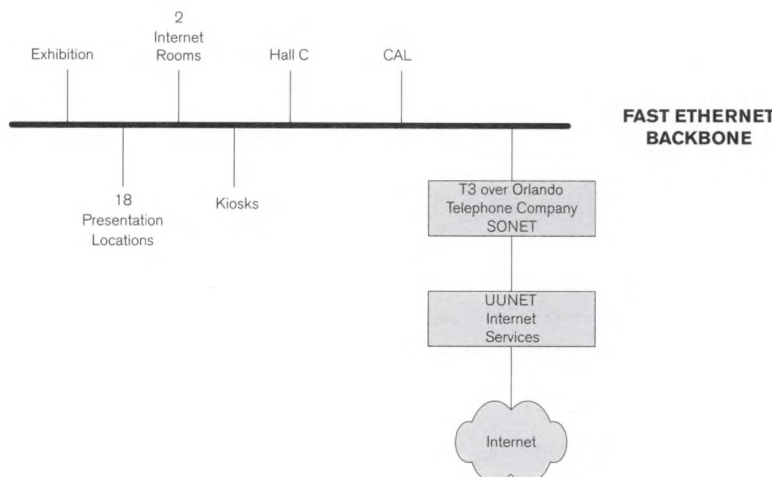 2
Internet
Rooms
Exhibition
Hall C
CAL
FAST ETHERNET
BACKBONE
18
Presentation
Locations
Kiosks
T3 over Orlando
Telephone Company
SONET
UUNET
Internet
Services
Internet